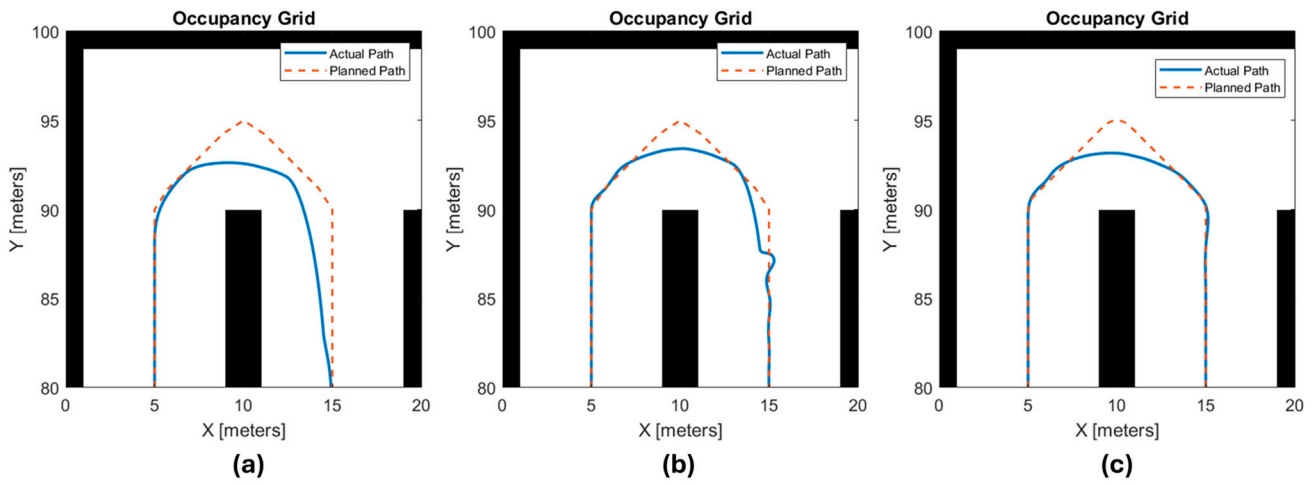 Occupancy Grid
100
95
90
85
80
0
5
10
15
20
Y [meters]
X [meters]
Actual Path
Planned Path
(a)
Occupancy Grid
100
95
90
85
80
0
5
10
15
20
Y [meters]
X [meters]
Actual Path
Planned Path
(b)
Occupancy Grid
100
95
90
85
80
0
5
10
15
20
Y [meters]
X [meters]
Actual Path
Planned Path
(c)